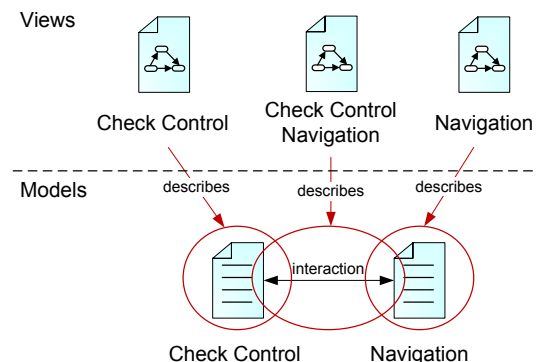 Views
Check Control
Check Control
Navigation
Navigation
describes
describes
describes
Models
interaction
Check Control
Navigation